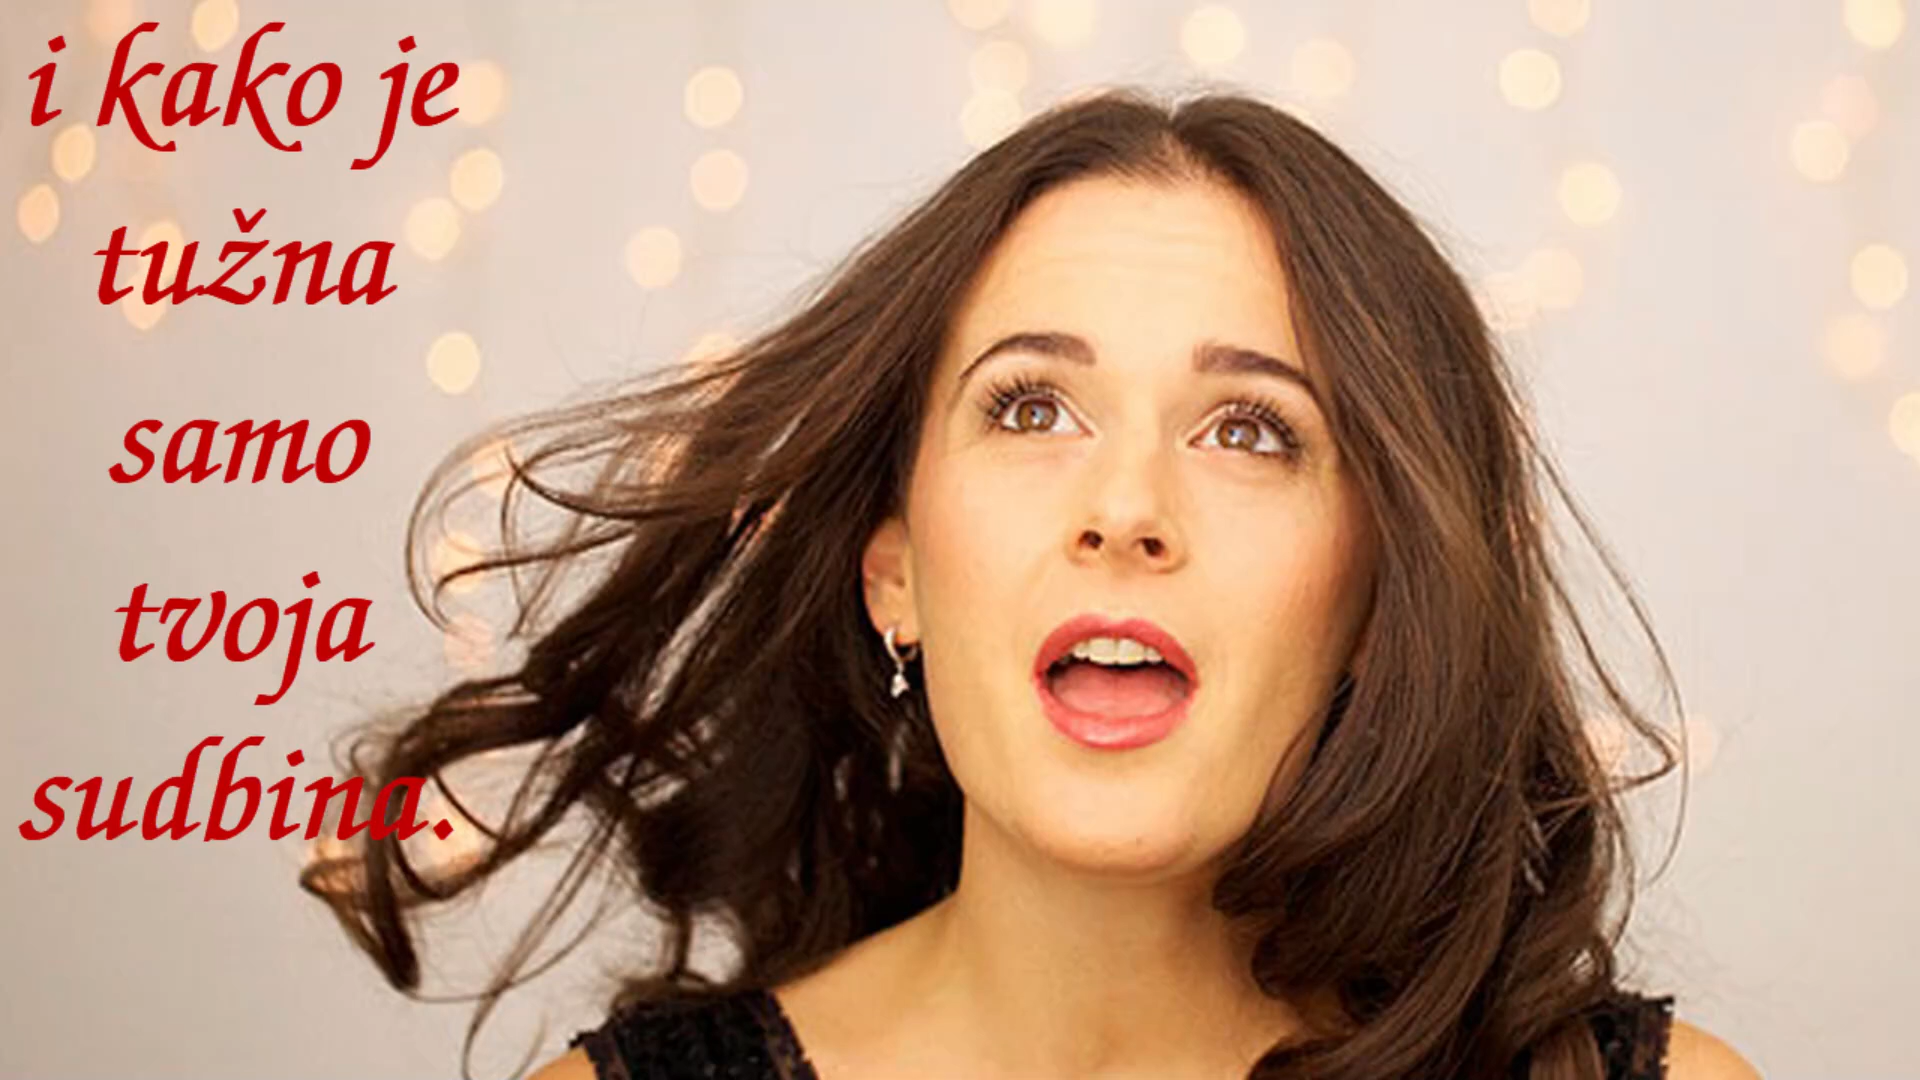 i kako je
tužna
samo
tvoja
sudbina.